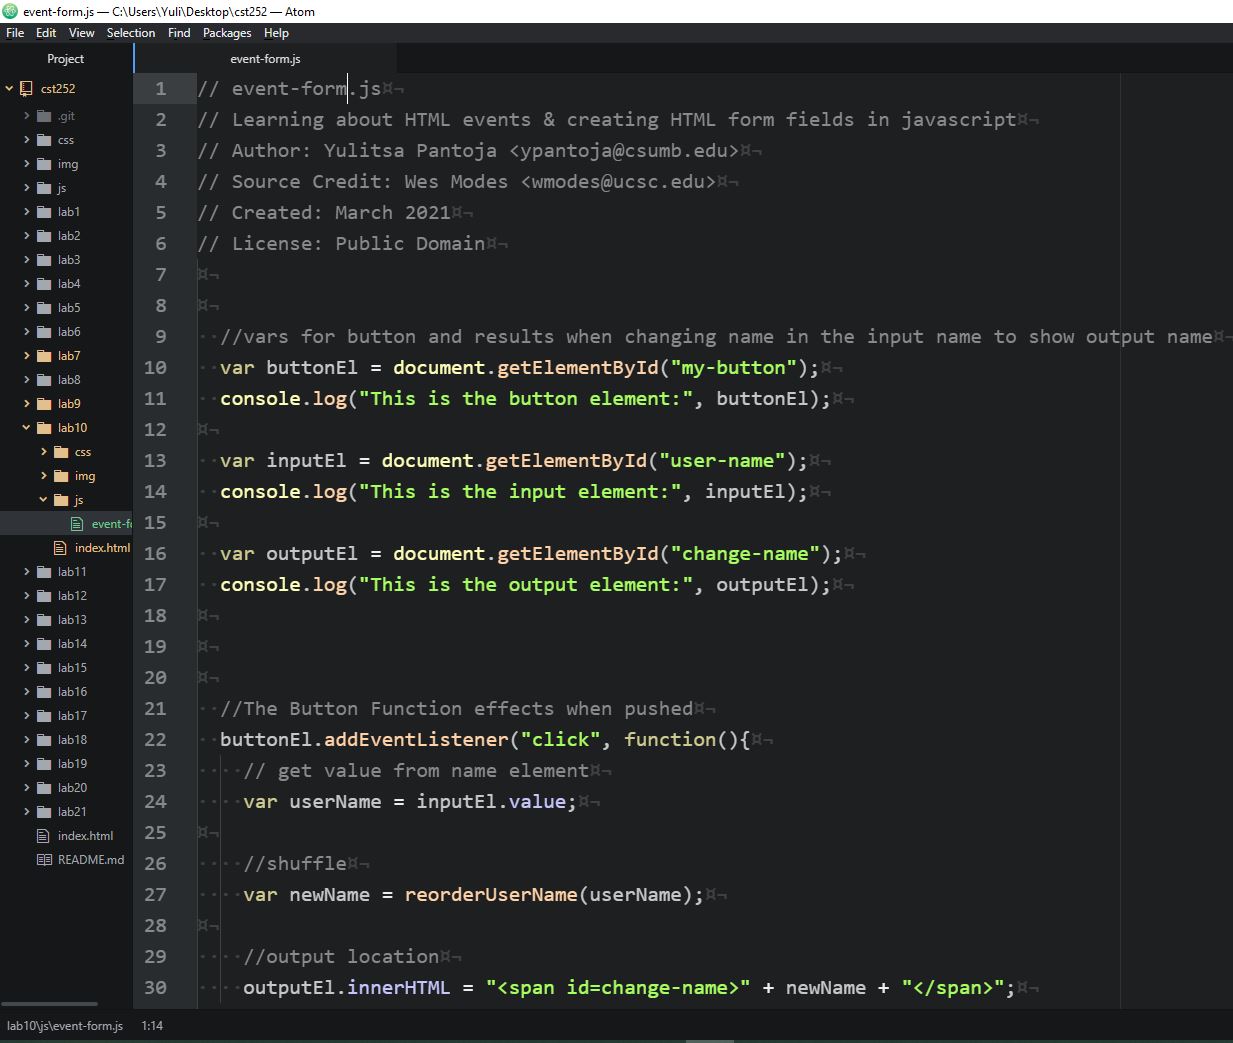 event-form.js — C:\Users\Yuli\Desktop\cst252 — Atom
File Edit View Selection Find Packages Help
Project
cst252
.git
css
img
js
lab1
lab2
lab3
lab4
lab5
lab6
lab7
lab8
lab9
lab10
css
img
js
event-fo
index.html
lab11
lab12
lab13
lab14
lab15
lab16
lab17
lab18
lab19
lab20
lab21
index.html
README.md
event-form.js
1 // event-form.js¤¬
2 // Learning about HTML events & creating HTML form fields in javascript¤¬
3 // Author: Yulitsa Pantoja <ypantoja@csumb.edu>¤¬
4 // Source Credit: Wes Modes <wmodes@ucsc.edu>¤¬
5 // Created: March 2021¤¬
6 // License: Public Domain¤¬
7 ¤¬
8 ¤¬
9 //vars for button and results when changing name in the input name to show output name¤¬
10 var buttonEl = document.getElementById("my-button");¤¬
11 console.log("This is the button element:", buttonEl);¤¬
12 ¤¬
13 var inputEl = document.getElementById("user-name");¤¬
14 console.log("This is the input element:", inputEl);¤¬
15 ¤¬
16 var outputEl = document.getElementById("change-name");¤¬
17 console.log("This is the output element:", outputEl);¤¬
18 ¤¬
19 ¤¬
20 ¤¬
21 //The Button Function effects when pushed¤¬
22 buttonEl.addEventListener("click", function(){¤¬
23 // get value from name element¤¬
24 var userName = inputEl.value;¤¬
25 ¤¬
26 //shuffle¤¬
27 var newName = reorderUserName(userName);¤¬
28 ¤¬
29 //output location¤¬
30 outputEl.innerHTML = "<span id=change-name>" + newName + "</span>";¤¬
lab10\js\event-form.js 1:14